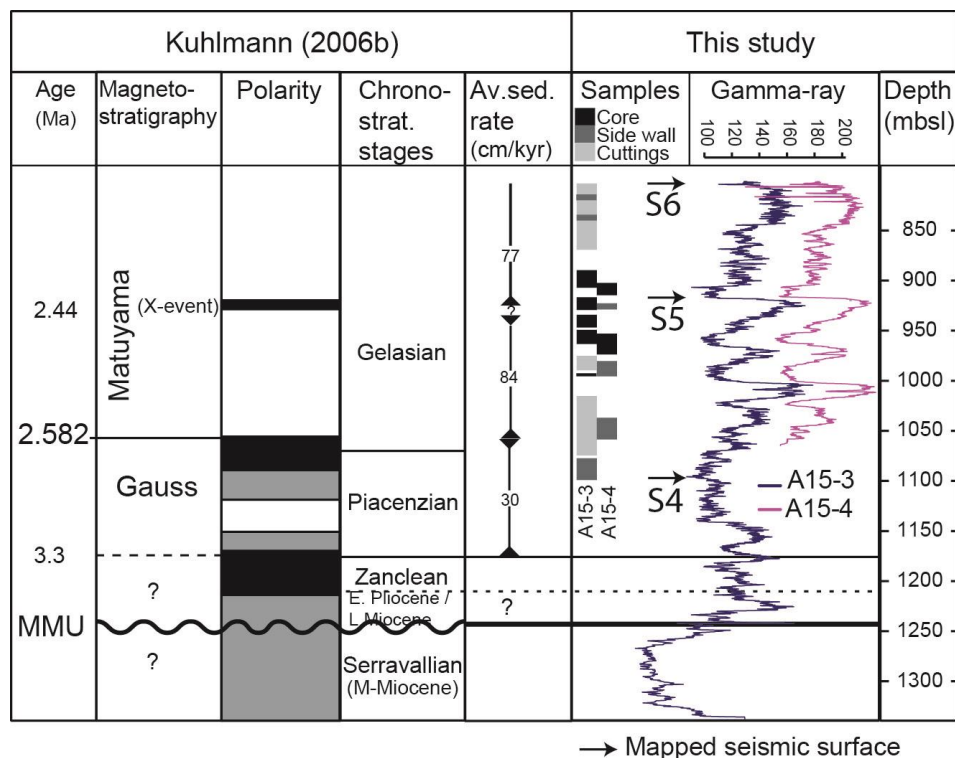 Kuhlmann (2006b)
This study
Age
(Ma)
Magneto-
stratigraphy
Polarity
Chrono-
strat.
stages
Av.sed.
rate
(cm/kyr)
Samples
Core
Side wall
Cuttings
Gamma-ray
100
120
140
160
180
200
Depth
(mbsl)
2.44
2.582
3.3
MMU
Matuyama
(X-event)
Gauss
?
?
Gelasian
Piacenzian
Zanclean
E. Pliocene /
L Miocene
Serravallian
(M-Miocene)
77
?
84
30
?
A15-3
A15-4
S6
S5
S4
A15-3
A15-4
850
900
950
1000
1050
1100
1150
1200
1250
1300
Mapped seismic surface